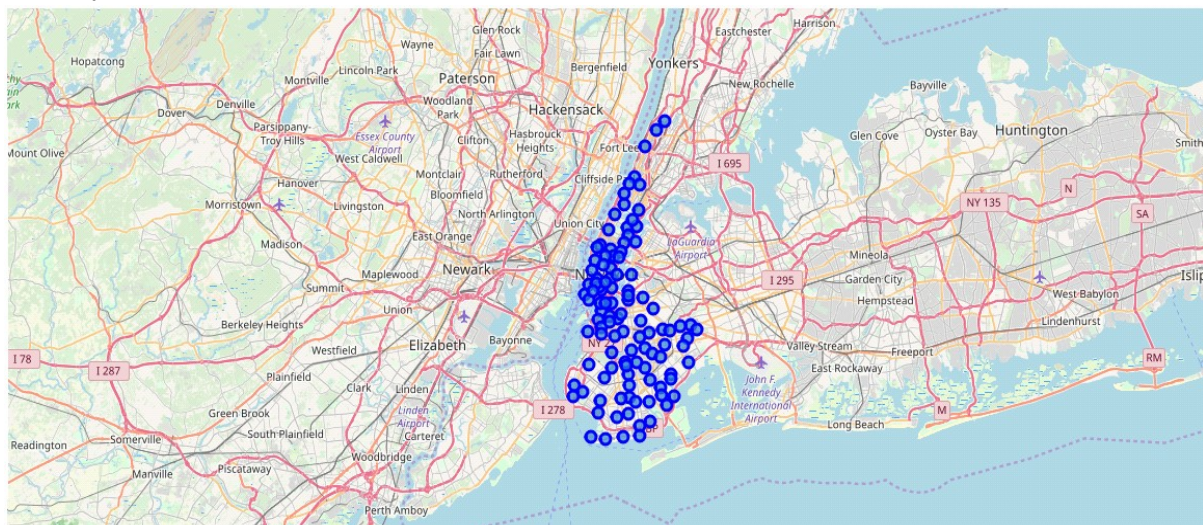 Harrison
Glen Rock
Eastchester
Wayne
Fair Lawn
Hopatcong
Lincoln Park
Bergenfield
Yonkers
Montville
Paterson
New Rochelle
Bayville
Denville
Woodland
Park
Hackensack
Dover
Parsippany-
Troy Hills
Essex County
Airport
Clifton
Hasbrouck
Heights
Glen Cove
Oyster Bay
Huntington
Mount Olive
West Caldwell
Fort Lee
I 695
Smith
Montclair
Rutherford
Cliffside
Hanover
Bloomfield
N
Morristown
Livingston
North Arlington
NY 135
SA
Union City
East Orange
Madison
LaGuardia
Airport
Mineola
Maplewood
Newark
N
I 295
Garden City
Islip
Summit
Hempstead
West Babylon
Union
Berkeley Heights
Lindenhurst
Elizabeth
Bayonne
NY 2
Valley Stream
Freeport
I 78
Westfield
RM
I 287
Plainfield
Linden
East Rockaway
Clark
John F.
Kennedy
International
Airport
Green Brook
Linden
Airport
I 278
M
South Plainfield
Carteret
Long Beach
Readington
Somerville
Woodbridge
Piscataway
Manville
Perth Amboy